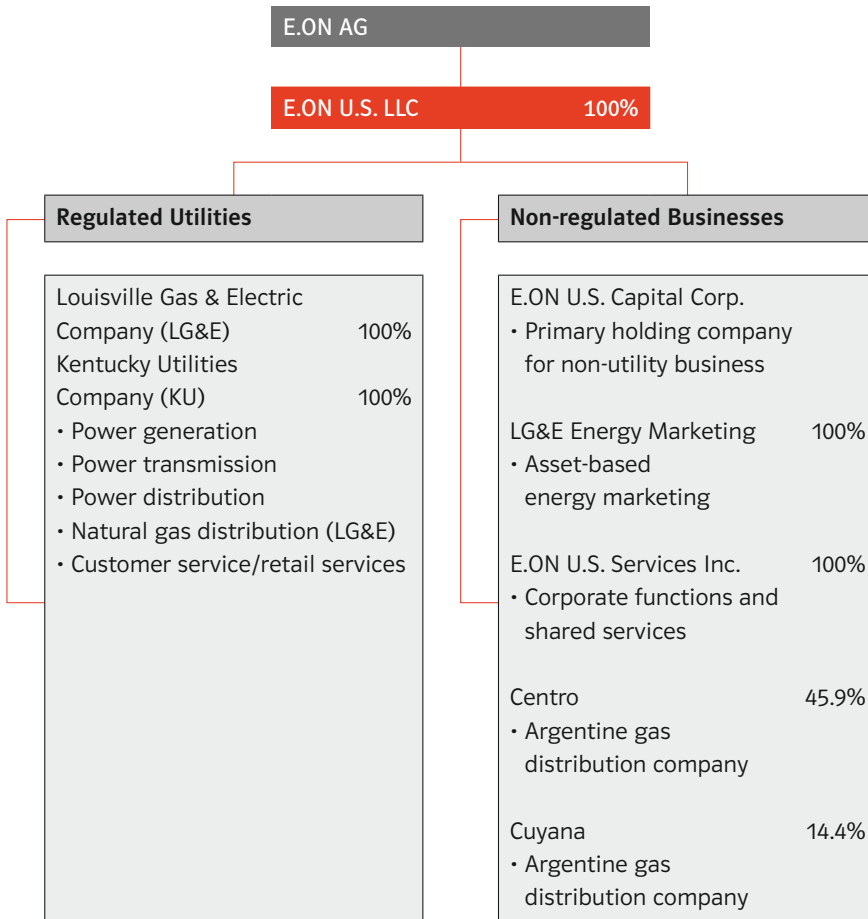 E.ON AG
E.ON U.S. LLC 100%
Regulated Utilities
Louisville Gas & Electric
Company (LG&E) 100%
Kentucky Utilities
Company (KU) 100%
• Power generation
• Power transmission
• Power distribution
• Natural gas distribution (LG&E)
• Customer service/retail services
Non-regulated Businesses
E.ON U.S. Capital Corp.
• Primary holding company
for non-utility business
LG&E Energy Marketing 100%
• Asset-based
energy marketing
E.ON U.S. Services Inc. 100%
• Corporate functions and
shared services
Centro 45.9%
• Argentine gas
distribution company
Cuyana 14.4%
• Argentine gas
distribution company